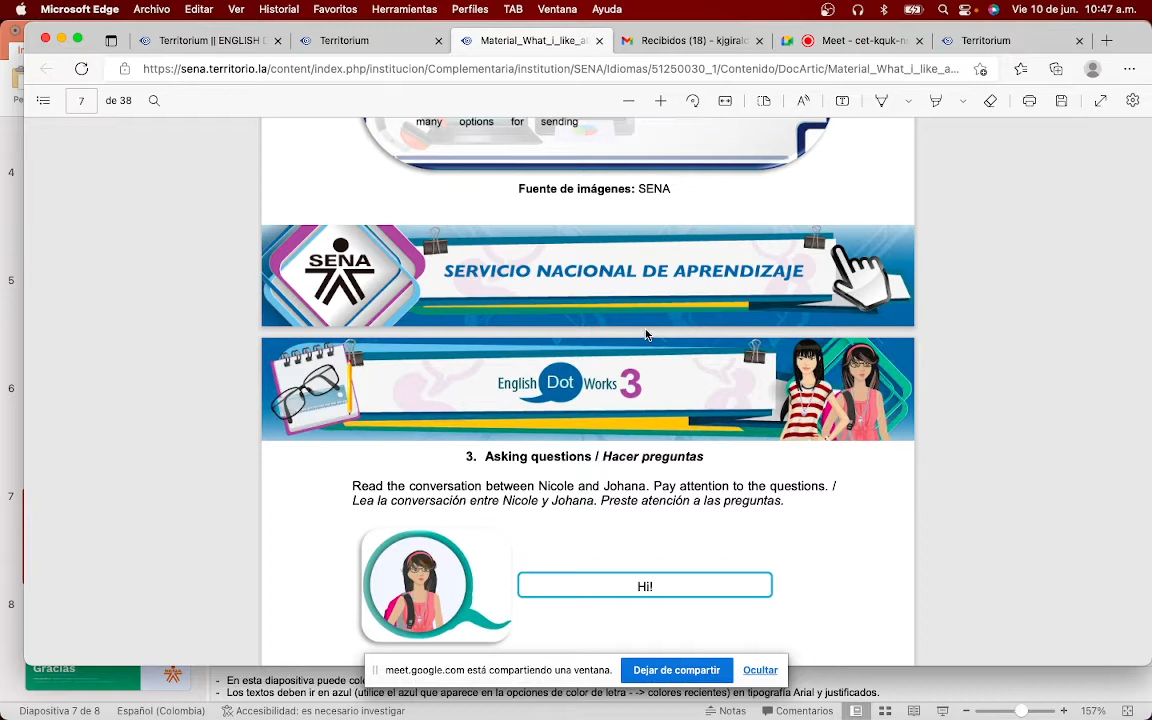 Microsoft Edge Archivo Editar Ver Historial Favoritos Herramientas Perfiles TAB Ventana Ayuda Vie 10 de jun. 10:47 a.m.
Territorium || ENGLISH Territorium Material_What_i_like_a Recibidos (18) - kjgiral Meet - cet-kquk-n Territorium
https://sena.territorio.la/content/index.php/institucion/Complementaria/institution/SENA/Idiomas/51250030_1/Contenido/DocArtic/Material_What_i_like_a...
7 de 38
many options for sending
Fuente de imágenes: SENA
SENA
SERVICIO NACIONAL DE APRENDIZAJE
English Dot Works 3
3. Asking questions / Hacer preguntas
Read the conversation between Nicole and Johana. Pay attention to the questions. /
Lea la conversación entre Nicole y Johana. Preste atención a las preguntas.
Hi!
4
5
6
7
8
meet.google.com está compartiendo una ventana. Dejar de compartir Ocultar
Gracias
- En esta diapositiva puede
- Los textos deben ir en azul (utilice el azul que aparece en la opciones de color de letra - -> colores recientes) en tipografía Arial y justificados.
Diapositiva 7 de 8 Español (Colombia) Accesibilidad: es necesario investigar Notas Comentarios 157%